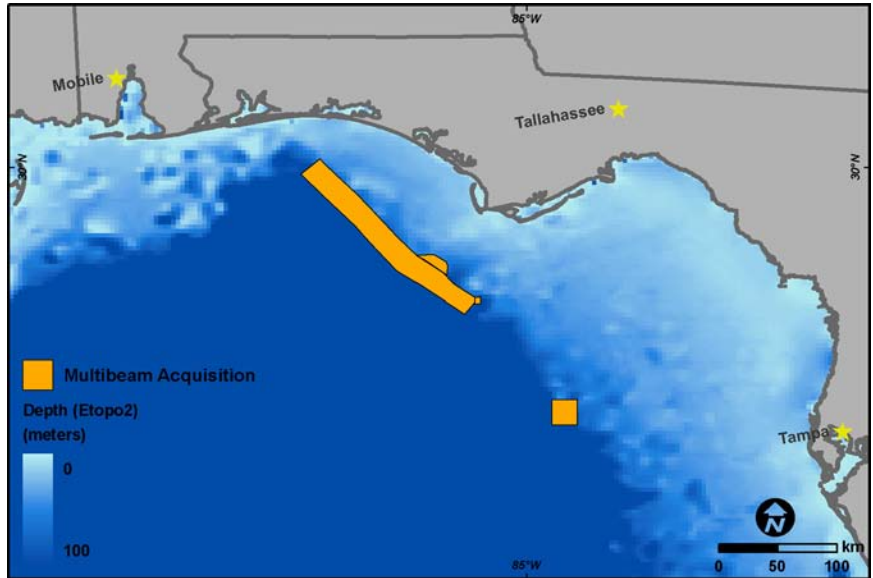 85°W
Mobile
Tallahassee
30°N
30°N
Multibeam Acquisition
Depth (Etopo2)
(meters)
0
100
Tampa
N
km
0 50 100
85°W